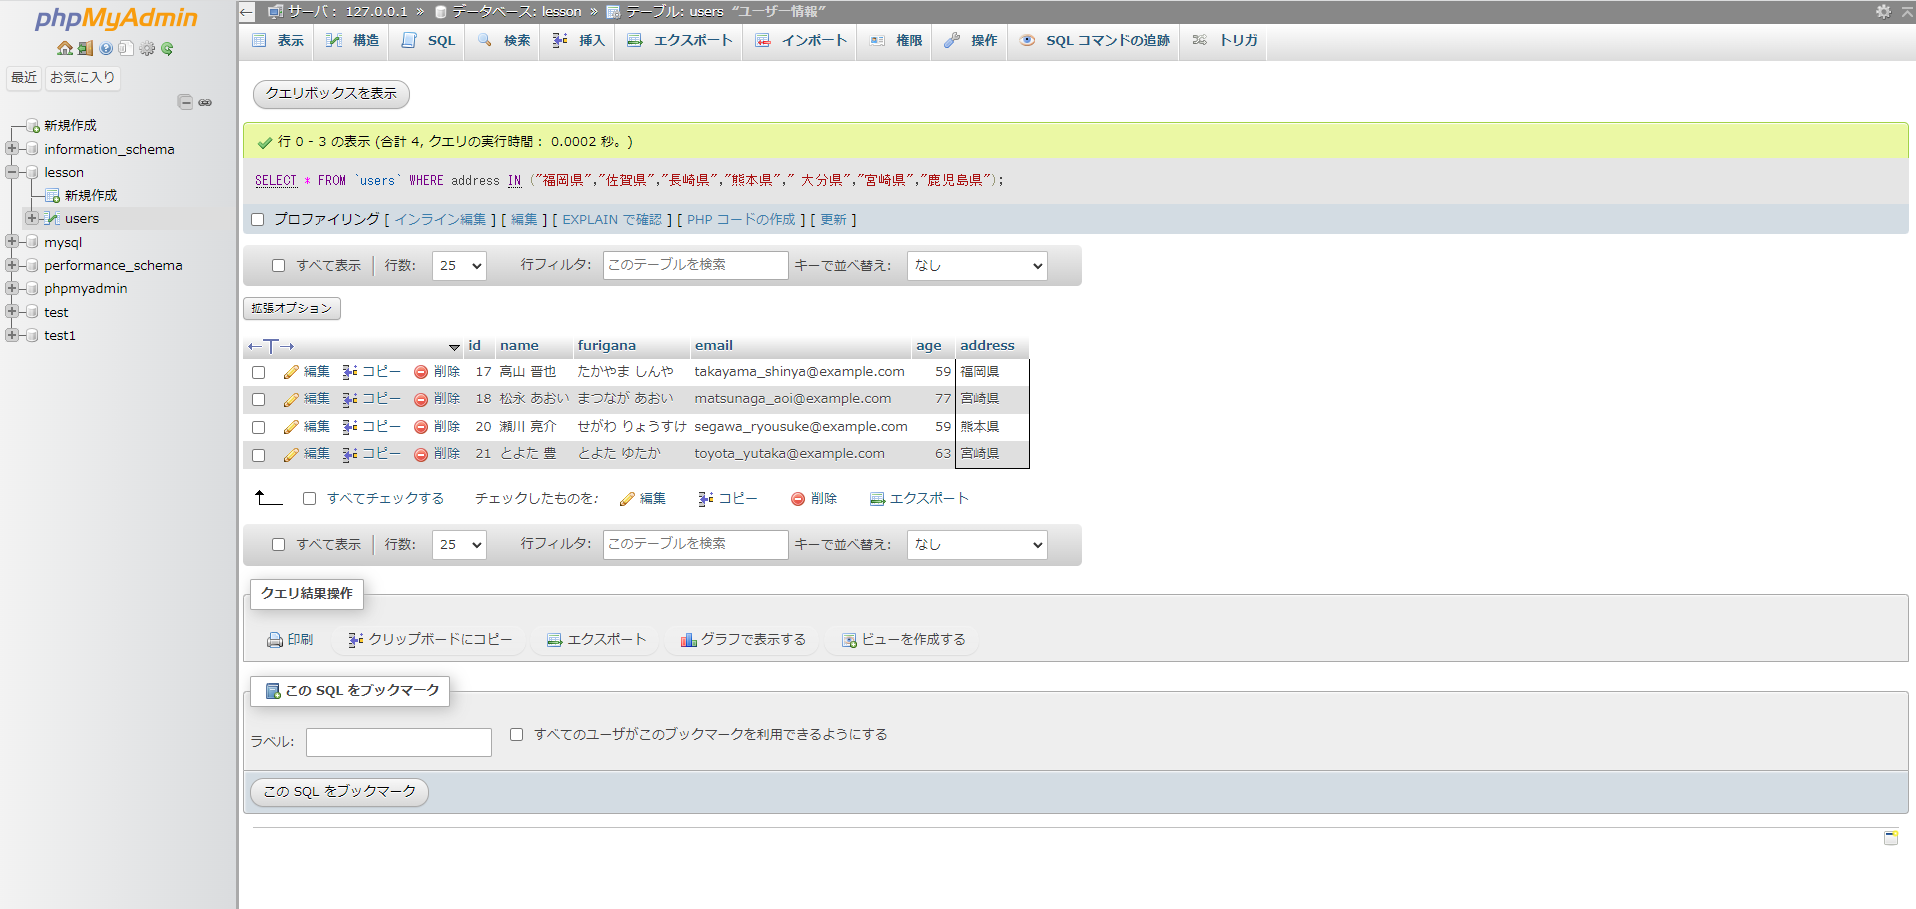 phpMyAdmin
最近 お気に入り
新規作成
information_schema
lesson
新規作成
users
mysql
performance_schema
phpmyadmin
test
test1
サーバ： 127.0.0.1 » データベース: lesson » テーブル: users “ユーザー情報”
表示 構造 SQL 検索 挿入 エクスポート インポート 権限 操作 SQL コマンドの追跡 トリガ
クエリボックスを表示
行 0 - 3 の表示 (合計 4, クエリの実行時間： 0.0002 秒。)
SELECT * FROM `users` WHERE address IN ("福岡県","佐賀県","長崎県","熊本県"," 大分県","宮崎県","鹿児島県");
プロファイリング [ インライン編集 ] [ 編集 ] [ EXPLAIN で確認 ] [ PHP コードの作成 ] [ 更新 ]
すべて表示 行数: 25 行フィルタ: このテーブルを検索 キーで並べ替え: なし
拡張オプション
←T→ id name furigana email age address
編集 コピー 削除 17 高山 晋也 たかやま しんや takayama_shinya@example.com 59 福岡県
編集 コピー 削除 18 松永 あおい まつなが あおい matsunaga_aoi@example.com 77 宮崎県
編集 コピー 削除 20 瀬川 亮介 せがわ りょうすけ segawa_ryousuke@example.com 59 熊本県
編集 コピー 削除 21 とよた 豊 とよた ゆたか toyota_yutaka@example.com 63 宮崎県
すべてチェックする チェックしたものを: 編集 コピー 削除 エクスポート
すべて表示 行数: 25 行フィルタ: このテーブルを検索 キーで並べ替え: なし
クエリ結果操作
印刷 クリップボードにコピー エクスポート グラフで表示する ビューを作成する
この SQL をブックマーク
ラベル: すべてのユーザがこのブックマークを利用できるようにする
この SQL をブックマーク